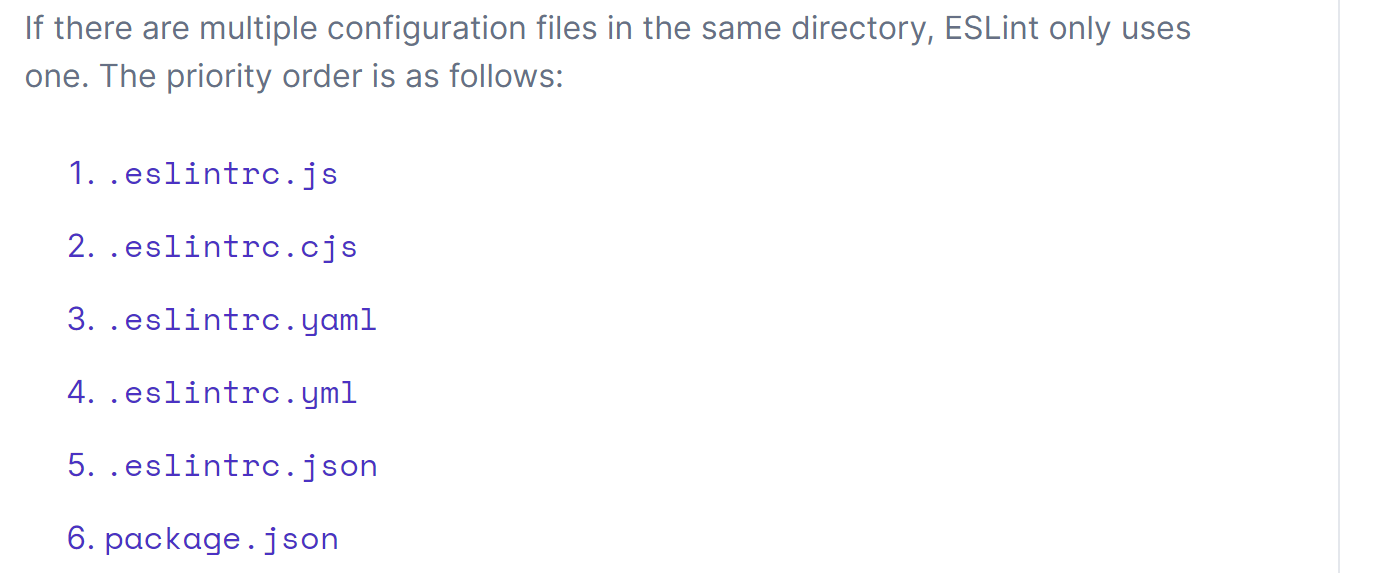 If there are multiple configuration files in the same directory, ESLint only uses
one. The priority order is as follows:
1. .eslintrc.js
2. .eslintrc.cjs
3. .eslintrc.yaml
4. .eslintrc.yml
5. .eslintrc.json
6. package.json